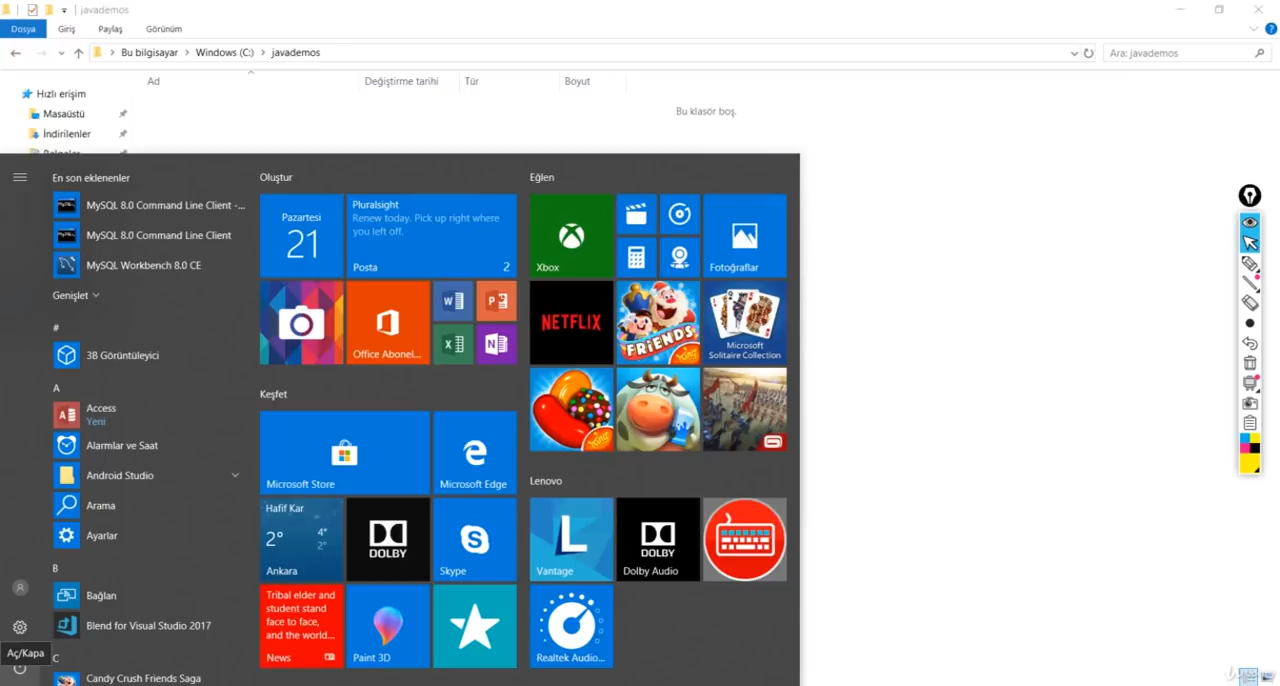 javademos
Dosya Giriş Paylaş Görünüm
Bu bilgisayar Windows (C:) javademos
Ara: javademos
Ad Değiştirme tarihi Tür Boyut
Hızlı erişim
Bu klasör boş.
Masaüstü
İndirilenler
En son eklenenler
MySQL 8.0 Command Line Client -...
MySQL 8.0 Command Line Client
MySQL Workbench 8.0 CE
Genişlet
#
3B Görüntüleyici
A
Access
Yeni
Alarmlar ve Saat
Android Studio
Arama
Ayarlar
B
Bağlan
Blend for Visual Studio 2017
C
Candy Crush Friends Saga
Aç/Kapa
Oluştur
Pazartesi
21
Pluralsight
Renew today. Pick up right where
you left off.
Posta 2
Office Abonel...
Keşfet
Microsoft Store
Microsoft Edge
Hafif Kar
2° 4°
2°
Ankara
DOLBY
Skype
Tribal elder and
student stand
face to face,
and the world...
News
Paint 3D
Eğlen
Xbox
Fotoğraflar
NETFLIX
FRIENDS
King
Microsoft
Solitaire Collection
King
Lenovo
L
Vantage
DOLBY
Dolby Audio
Realtek Audio...